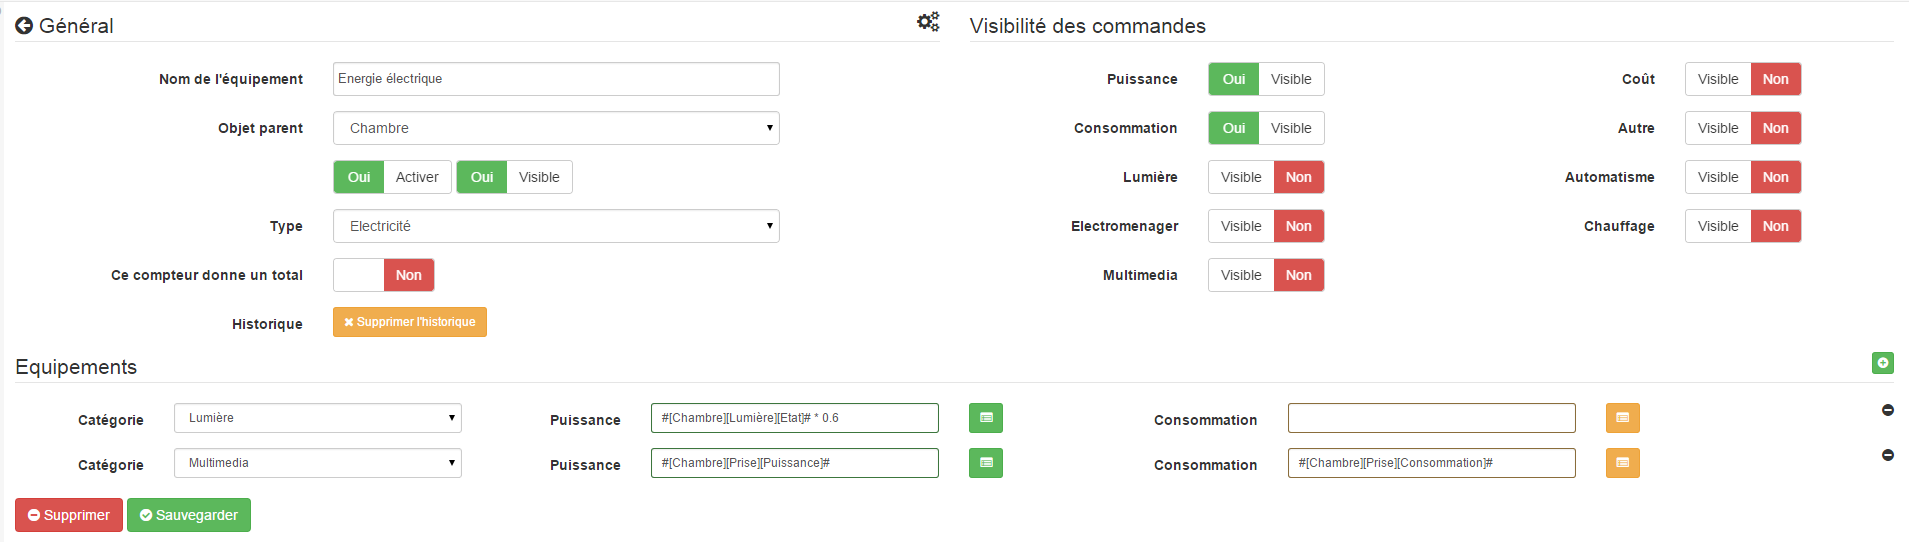 Général
Nom de l'équipement Energie électrique
Objet parent Chambre
Oui Activer Oui Visible
Type Electricité
Ce compteur donne un total Non
Historique Supprimer l'historique
Visibilité des commandes
Puissance Oui Visible Coût Visible Non
Consommation Oui Visible Autre Visible Non
Lumière Visible Non Automatisme Visible Non
Electromenager Visible Non Chauffage Visible Non
Multimedia Visible Non
Equipements
Catégorie Lumière Puissance #[Chambre][Lumière][Etat]# * 0.6 Consommation
Catégorie Multimedia Puissance #[Chambre][Prise][Puissance]# Consommation #[Chambre][Prise][Consommation]#
Supprimer Sauvegarder